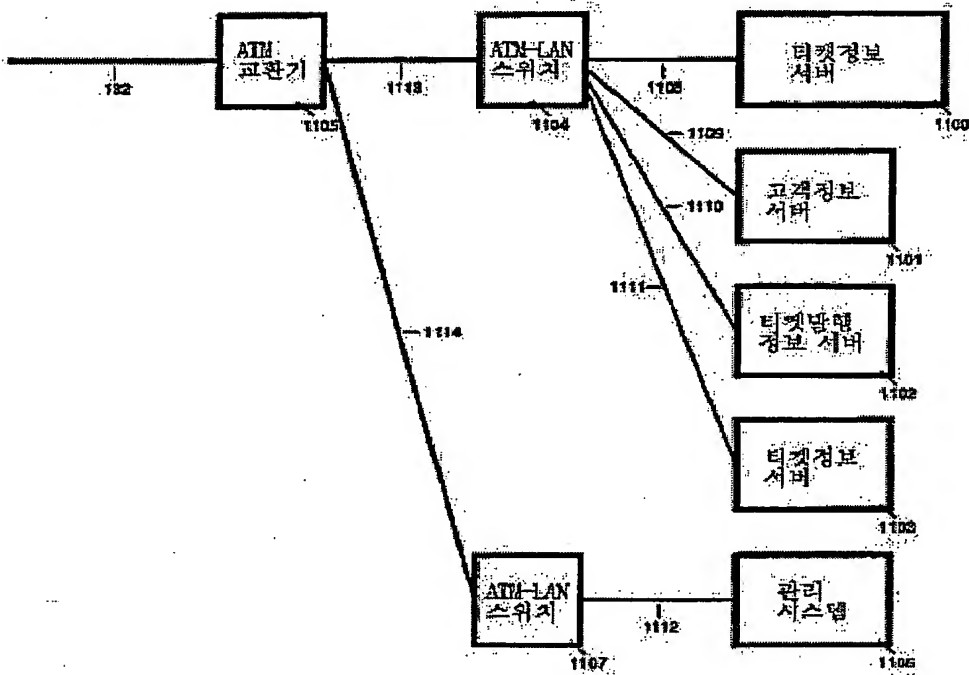 ATM
교환기
132
1105
1113
ATM-LAN
스위치
1104
1108
티켓정보
서버
1100
1109
고객정보
서버
1101
1110
티켓발행
정보 서버
1102
1111
티켓정보
서버
1103
1114
ATM-LAN
스위치
1107
1112
관리
시스템
1106